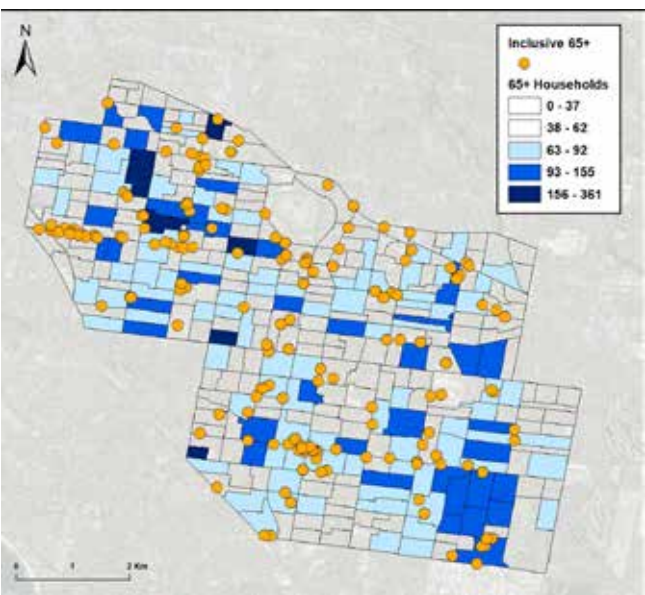 N
Inclusive 65+
65+ Households
0 - 37
38 - 62
63 - 92
93 - 155
156 - 361
0 1 2 Km